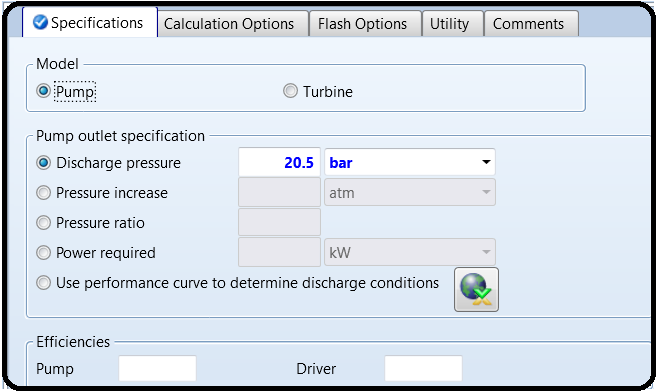 Specifications Calculation Options Flash Options Utility Comments
Model
Pump Turbine
Pump outlet specification
Discharge pressure 20.5 bar
Pressure increase atm
Pressure ratio
Power required kW
Use performance curve to determine discharge conditions
Efficiencies
Pump Driver